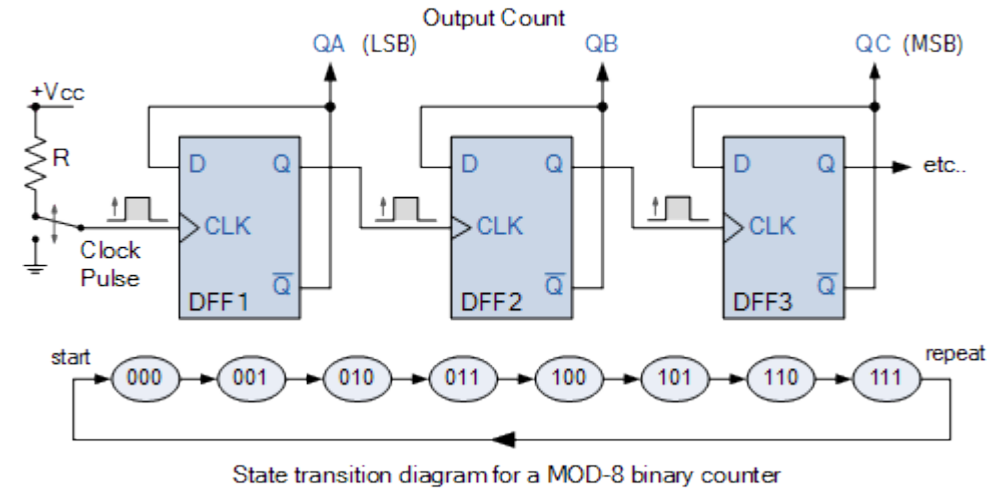 Output Count
QA (LSB) QB QC (MSB)
+Vcc
R
D Q D Q D Q etc..
CLK CLK CLK
Clock
Pulse
Q̅ Q̅ Q̅
DFF1 DFF2 DFF3
start repeat
000 001 010 011 100 101 110 111
State transition diagram for a MOD-8 binary counter